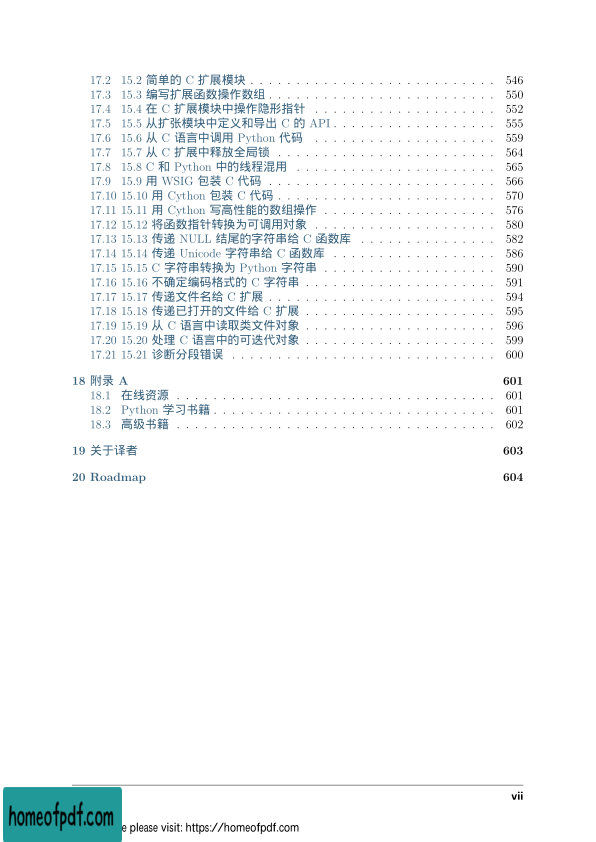 17.2 15.2 简单的 C 扩展模块 . . . . . . . . . . . . . . . . . . . . . . . . . . . 546
17.3 15.3 编写扩展函数操作数组 . . . . . . . . . . . . . . . . . . . . . . . . . 550
17.4 15.4 在 C 扩展模块中操作隐形指针 . . . . . . . . . . . . . . . . . . . . 552
17.5 15.5 从扩张模块中定义和导出 C 的 API . . . . . . . . . . . . . . . . . . 555
17.6 15.6 从 C 语言中调用 Python 代码 . . . . . . . . . . . . . . . . . . . . 559
17.7 15.7 从 C 扩展中释放全局锁 . . . . . . . . . . . . . . . . . . . . . . . . 564
17.8 15.8 C 和 Python 中的线程混用 . . . . . . . . . . . . . . . . . . . . . . 565
17.9 15.9 用 WSIG 包装 C 代码 . . . . . . . . . . . . . . . . . . . . . . . . . 566
17.10 15.10 用 Cython 包装 C 代码 . . . . . . . . . . . . . . . . . . . . . . . . 570
17.11 15.11 用 Cython 写高性能的数组操作 . . . . . . . . . . . . . . . . . . . 576
17.12 15.12 将函数指针转换为可调用对象 . . . . . . . . . . . . . . . . . . . . 580
17.13 15.13 传递 NULL 结尾的字符串给 C 函数库 . . . . . . . . . . . . . . . 582
17.14 15.14 传递 Unicode 字符串给 C 函数库 . . . . . . . . . . . . . . . . . . 586
17.15 15.15 C 字符串转换为 Python 字符串 . . . . . . . . . . . . . . . . . . . 590
17.16 15.16 不确定编码格式的 C 字符串 . . . . . . . . . . . . . . . . . . . . . 591
17.17 15.17 传递文件名给 C 扩展 . . . . . . . . . . . . . . . . . . . . . . . . . 594
17.18 15.18 传递已打开的文件给 C 扩展 . . . . . . . . . . . . . . . . . . . . . 595
17.19 15.19 从 C 语言中读取类文件对象 . . . . . . . . . . . . . . . . . . . . . 596
17.20 15.20 处理 C 语言中的可迭代对象 . . . . . . . . . . . . . . . . . . . . . 599
17.21 15.21 诊断分段错误 . . . . . . . . . . . . . . . . . . . . . . . . . . . . . 600
18 附录 A 601
18.1 在线资源 . . . . . . . . . . . . . . . . . . . . . . . . . . . . . . . . . . . 601
18.2 Python 学习书籍 . . . . . . . . . . . . . . . . . . . . . . . . . . . . . . . 601
18.3 高级书籍 . . . . . . . . . . . . . . . . . . . . . . . . . . . . . . . . . . . 602
19 关于译者 603
20 Roadmap 604
vii
homeofpdf.com
e please visit: https://homeofpdf.com